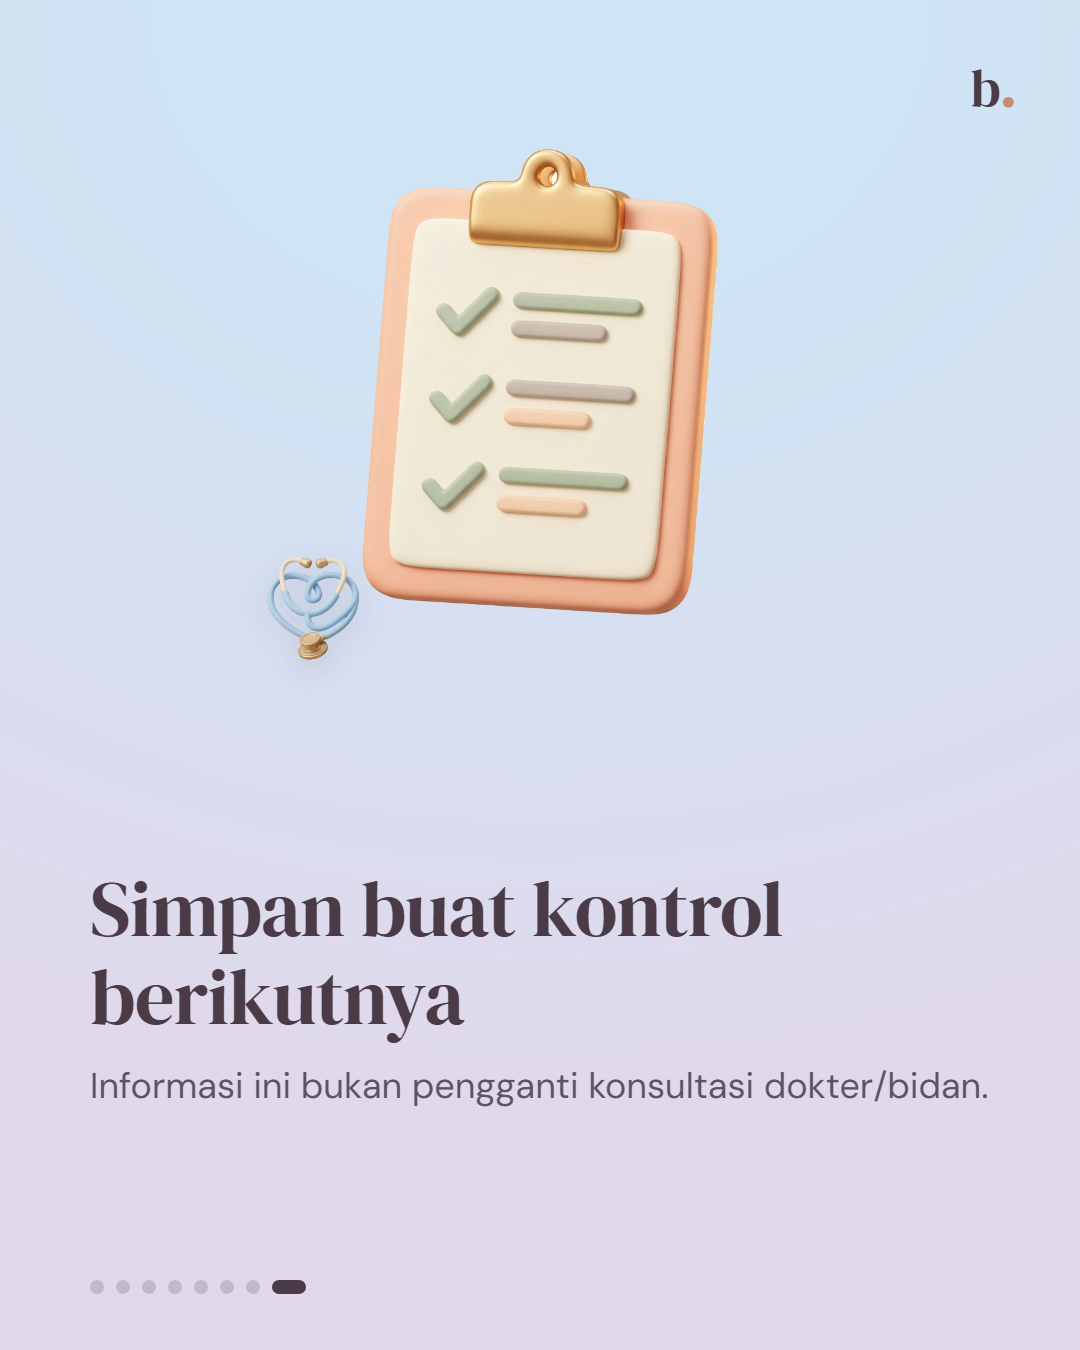 b.
Simpan buat kontrol
berikutnya
Informasi ini bukan pengganti konsultasi dokter/bidan.